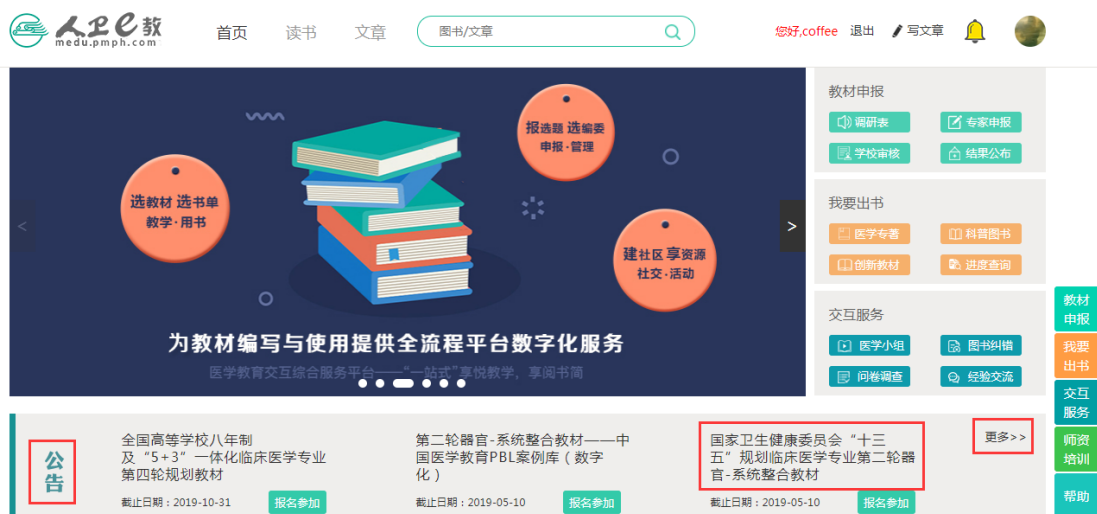 人卫e教
medu.pmph.com
首页 读书 文章
图书/文章
您好,coffee 退出 写文章
选教材 选书单
教学·用书
报选题 选编委
申报·管理
建社区 享资源
社交·活动
<
>
为教材编写与使用提供全流程平台数字化服务
医学教育交互综合服务平台——“一站式”享悦教学，享阅书简
教材申报
调研表 专家申报
学校审核 结果公布
我要出书
医学专著 科普图书
创新教材 进度查询
交互服务
医学小组 图书纠错
问卷调查 经验交流
教材
申报
我要
出书
交互
服务
师资
培训
帮助
公
告
全国高等学校八年制
及“5+3”一体化临床医学专业
第四轮规划教材
截止日期：2019-10-31 报名参加
第二轮器官-系统整合教材——中
国医学教育PBL案例库（数字
化）
截止日期：2019-05-10 报名参加
国家卫生健康委员会“十三
五”规划临床医学专业第二轮器
官-系统整合教材
截止日期：2019-05-10 报名参加
更多>>